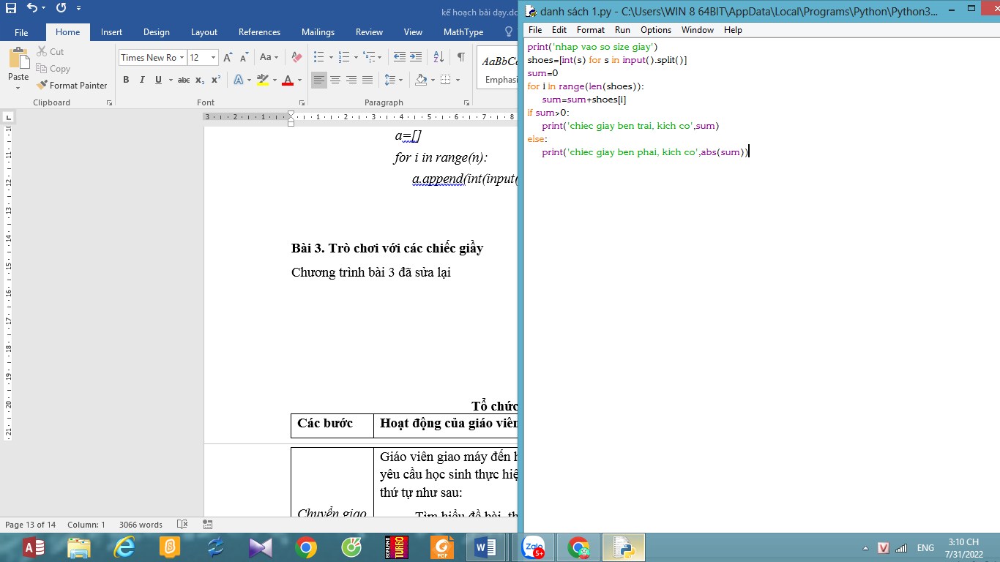 kế hoạch bài dạy.docx
File Home Insert Design Layout References Mailings Review View MathType
Cut
Copy
Format Painter
Paste
Clipboard
Times New Ro 12
Font
Paragraph
AaBbCc
Emphasi
a=[]
for i in range(n):
a.append(int(input(
Bài 3. Trò chơi với các chiếc giầy
Chương trình bài 3 đã sửa lại
Tổ chức
Các bước Hoạt động của giáo viên
Giáo viên giao máy đến h
yêu cầu học sinh thực hiệ
thứ tự như sau:
Chuyển giao
Tìm hiểu đề bài, th
Page 13 of 14 Column: 1 3066 words
danh sách 1.py - C:\Users\WIN 8 64BIT\AppData\Local\Programs\Python\Python3...
File Edit Format Run Options Window Help
print('nhap vao so size giay')
shoes=[int(s) for s in input().split()]
sum=0
for i in range(len(shoes)):
sum=sum+shoes[i]
if sum>0:
print('chiec giay ben trai, kich co',sum)
else:
print('chiec giay ben phai, kich co',abs(sum))
BORLAND TURBO
PDF
Zalo
5+
ENG
3:10 CH
7/31/2022